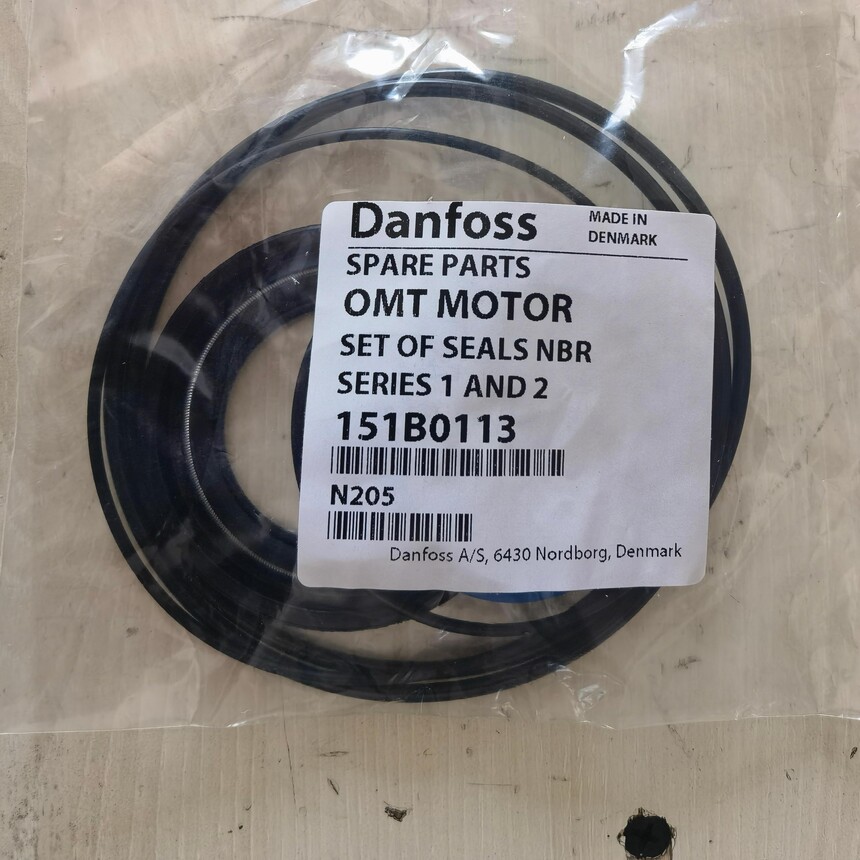 Danfoss
MADE IN
DENMARK
SPARE PARTS
OMT MOTOR
SET OF SEALS NBR
SERIES 1 AND 2
151B0113
N205
Danfoss A/S, 6430 Nordborg, Denmark